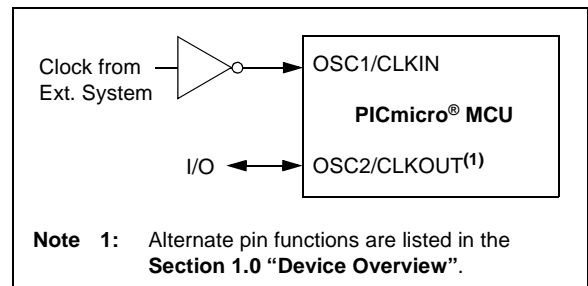 Clock from
Ext. System
OSC1/CLKIN
PICmicro® MCU
I/O
OSC2/CLKOUT(1)
Note 1: Alternate pin functions are listed in the
Section 1.0 “Device Overview”.